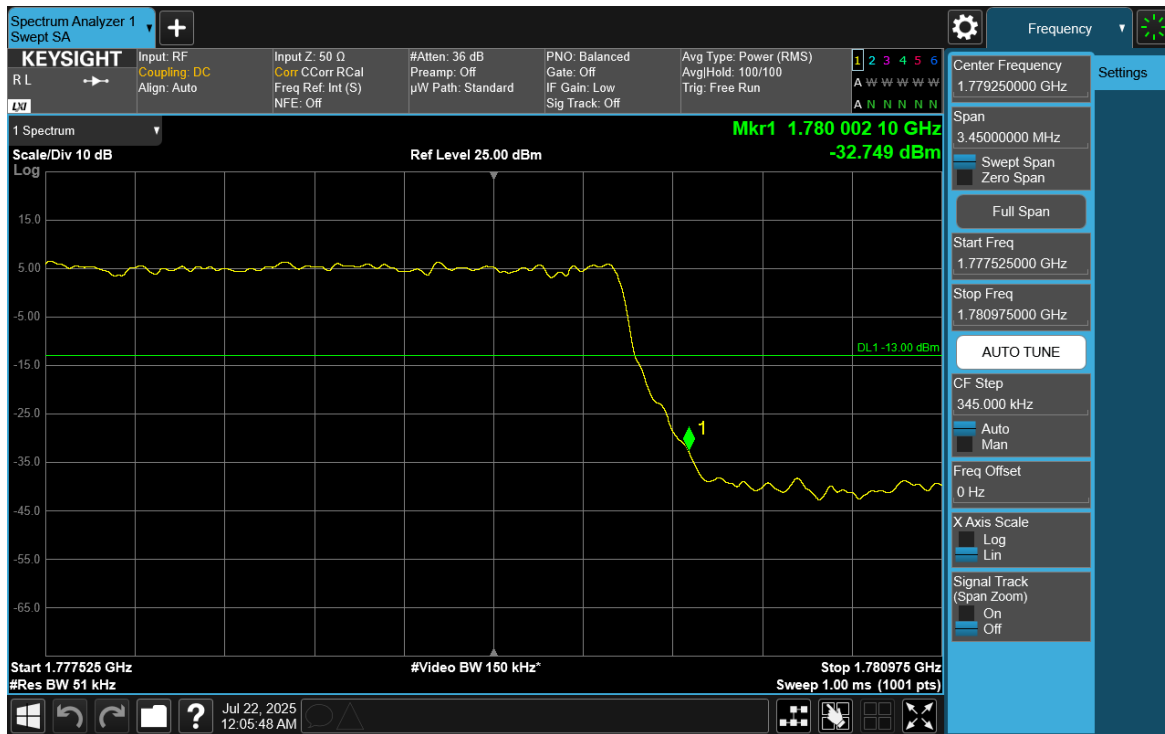 Spectrum Analyzer 1
Swept SA
+
Frequency
KEYSIGHT
R L
LXI
Input: RF
Coupling: DC
Align: Auto
Input Z: 50 Ω
Corr CCorr RCal
Freq Ref: Int (S)
NFE: Off
#Atten: 36 dB
Preamp: Off
µW Path: Standard
PNO: Balanced
Gate: Off
IF Gain: Low
Sig Track: Off
Avg Type: Power (RMS)
Avg|Hold: 100/100
Trig: Free Run
1 2 3 4 5 6
A W W W W W
A N N N N N
1 Spectrum
Mkr1 1.780 002 10 GHz
-32.749 dBm
Scale/Div 10 dB
Ref Level 25.00 dBm
Log
15.0
5.00
-5.00
DL1 -13.00 dBm
-15.0
-25.0
1
-35.0
-45.0
-55.0
-65.0
Start 1.777525 GHz
#Video BW 150 kHz*
Stop 1.780975 GHz
#Res BW 51 kHz
Sweep 1.00 ms (1001 pts)
?
Jul 22, 2025
12:05:48 AM
Center Frequency
1.779250000 GHz
Settings
Span
3.45000000 MHz
Swept Span
Zero Span
Full Span
Start Freq
1.777525000 GHz
Stop Freq
1.780975000 GHz
AUTO TUNE
CF Step
345.000 kHz
Auto
Man
Freq Offset
0 Hz
X Axis Scale
Log
Lin
Signal Track
(Span Zoom)
On
Off